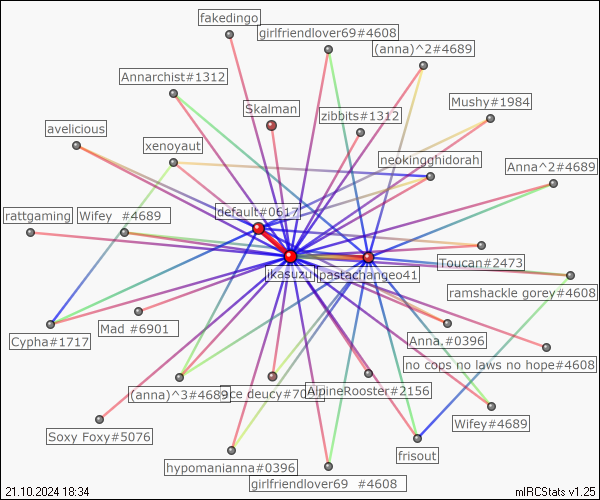 fakedingo
girlfriendlover69#4608
(anna)^2#4689
Annarchist#1312
Skalman
Mushy#1984
zibbits#1312
avelicious
xenoyaut
neokingghidorah
Anna^2#4689
default#0617
rattgaming
Wifey #4689
ikasuzu
pastachangeo41
Toucan#2473
ramshackle gorey#4608
Mad #6901
Cypha#1717
Anna.#0396
no cops no laws no hope#4608
(anna)^3#4689
ce deucy#70
AlpineRooster#2156
Soxy Foxy#5076
Wifey#4689
frisout
hypomanianna#0396
girlfriendlover69 #4608
21.10.2024 18:34
mIRCStats v1.25